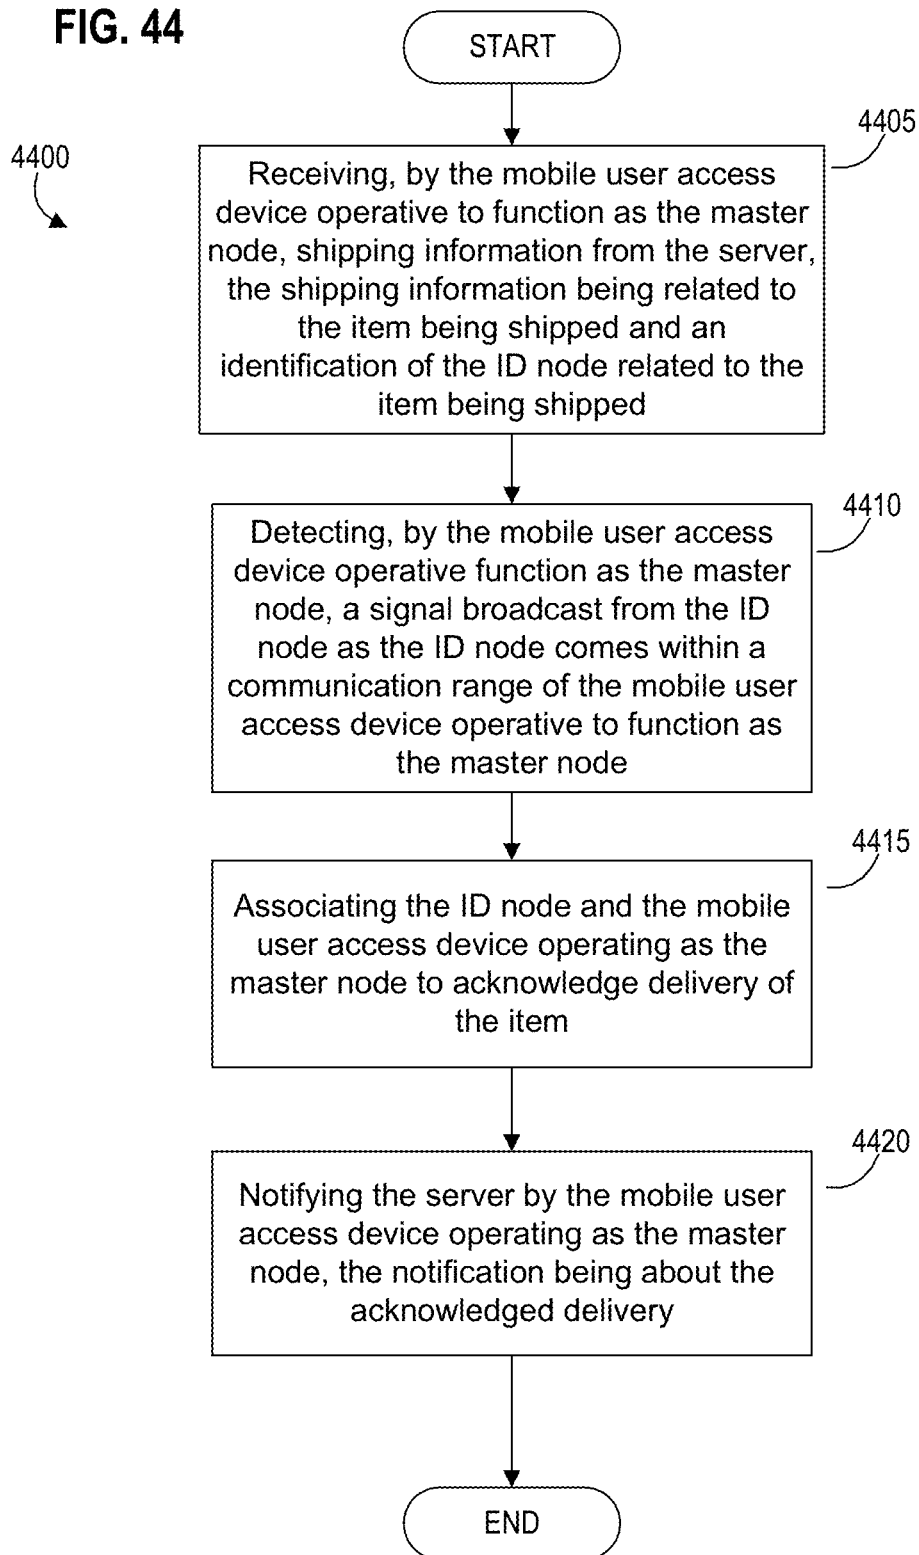 FIG. 44
START
4400
4405
Receiving, by the mobile user access
device operative to function as the master
node, shipping information from the server,
the shipping information being related to
the item being shipped and an
identification of the ID node related to the
item being shipped
4410
Detecting, by the mobile user access
device operative function as the master
node, a signal broadcast from the ID
node as the ID node comes within a
communication range of the mobile user
access device operative to function as
the master node
4415
Associating the ID node and the mobile
user access device operating as the
master node to acknowledge delivery of
the item
4420
Notifying the server by the mobile user
access device operating as the master
node, the notification being about the
acknowledged delivery
END